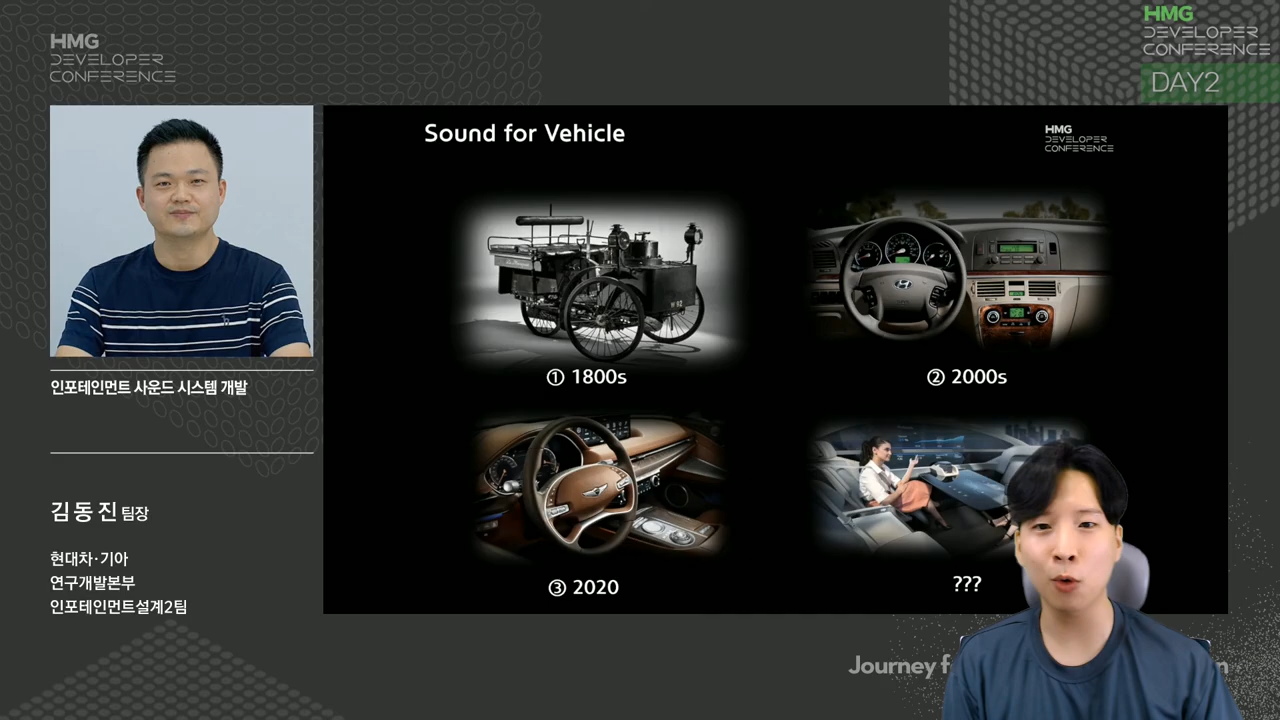 HMG
DEVELOPER
CONFERENCE
HMG
DEVELOPER
CONFERENCE
DAY2
Sound for Vehicle
HMG
DEVELOPER
CONFERENCE
① 1800s
② 2000s
③ 2020
???
인포테인먼트 사운드 시스템 개발
김동진 팀장
현대차·기아
연구개발본부
인포테인먼트설계2팀
Journey